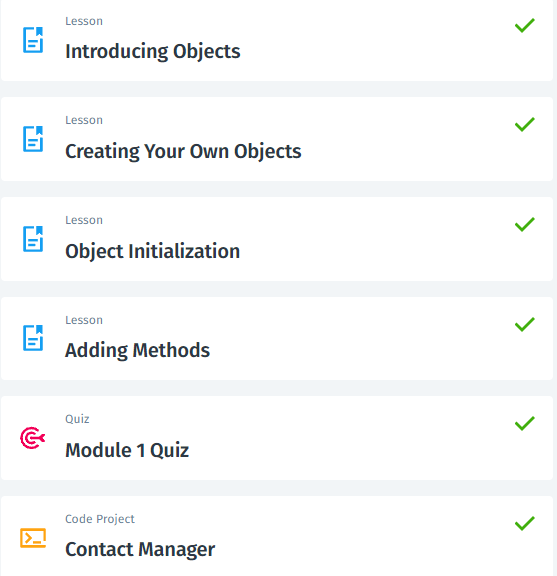 Lesson
Introducing Objects
Lesson
Creating Your Own Objects
Lesson
Object Initialization
Lesson
Adding Methods
Quiz
Module 1 Quiz
Code Project
Contact Manager